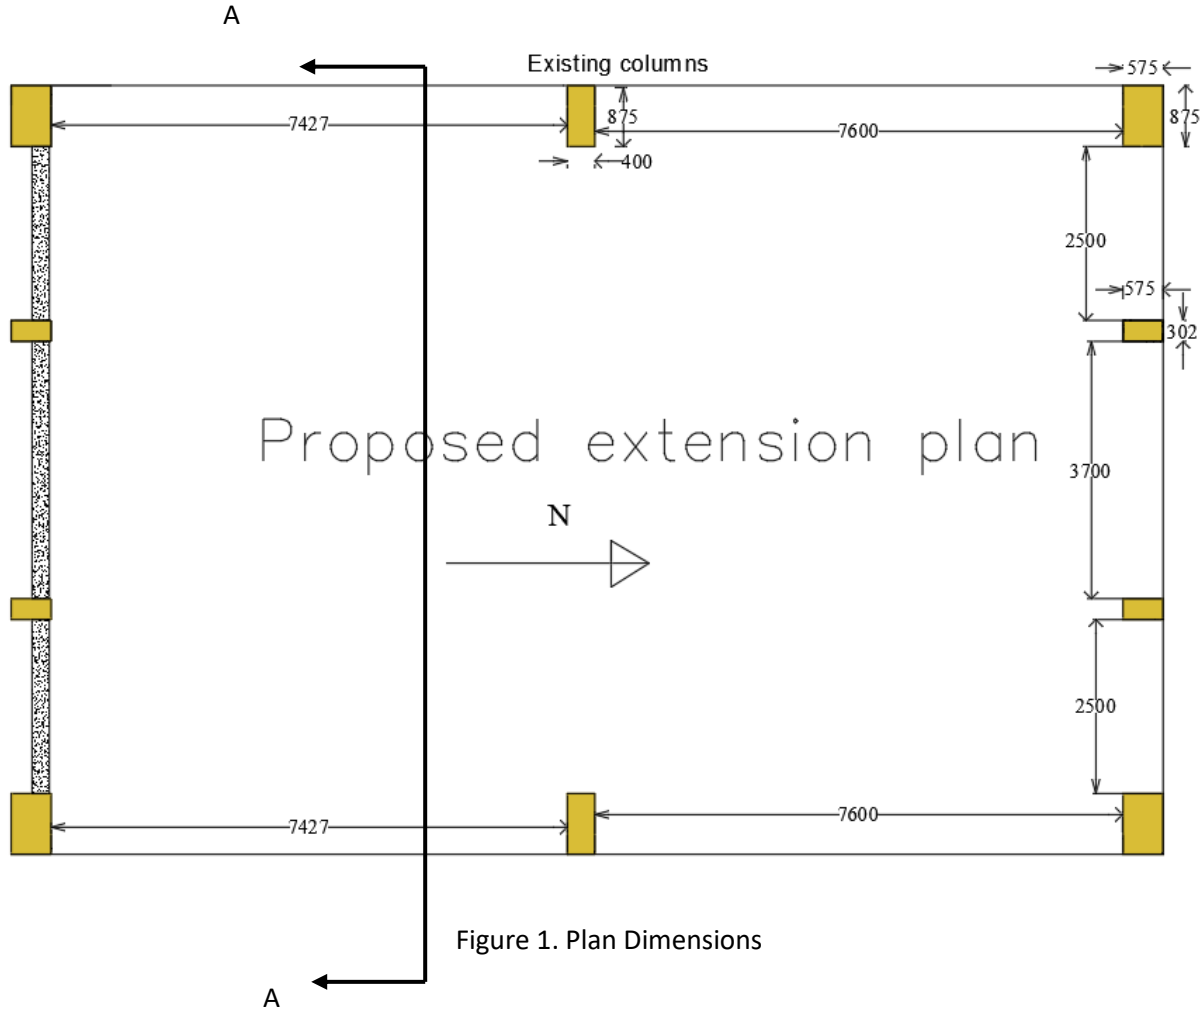 A
Existing columns
575
7427
875
7600
875
400
2500
575
302
Proposed extension plan
3700
N
2500
7427
7600
Figure 1. Plan Dimensions
A